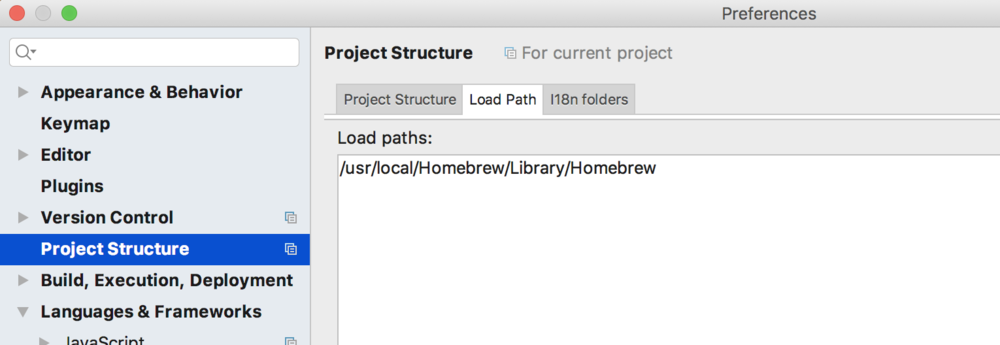 Preferences
Appearance & Behavior
Keymap
Editor
Plugins
Version Control
Project Structure
Build, Execution, Deployment
Languages & Frameworks
JavaScript
Project Structure For current project
Project Structure Load Path I18n folders
Load paths:
/usr/local/Homebrew/Library/Homebrew